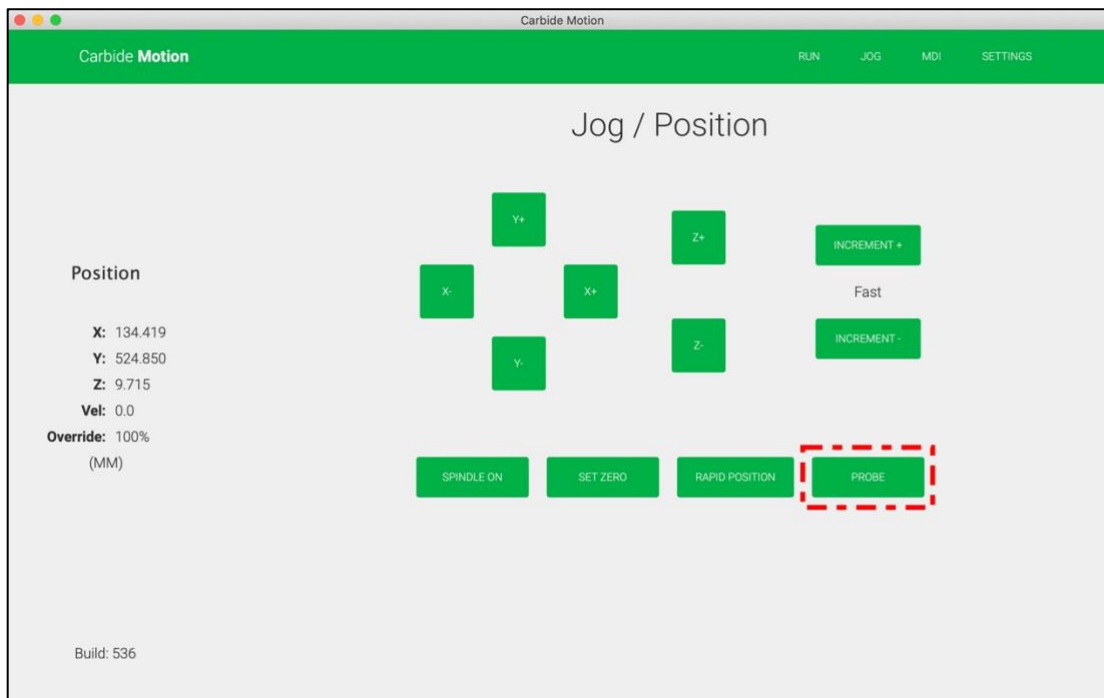 Carbide Motion
Carbide Motion
RUN JOG MDI SETTINGS
Jog / Position
Y+
Z+
INCREMENT +
Position
X-
X+
Fast
X: 134.419
Y: 524.850
Z: 9.715
Vel: 0.0
Override: 100%
(MM)
Z-
INCREMENT -
Y-
SPINDLE ON
SET ZERO
RAPID POSITION
PROBE
Build: 536